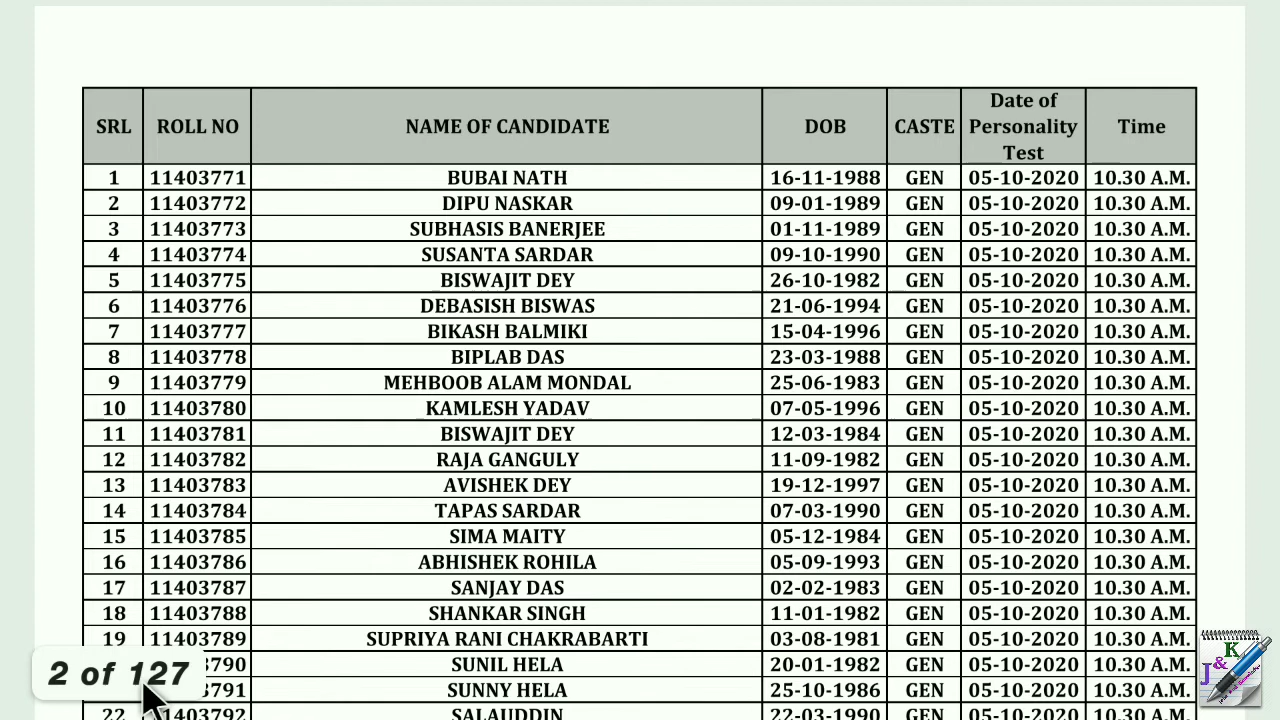 SRL ROLL NO NAME OF CANDIDATE DOB CASTE Date of Personality Test Time
1 11403771 BUBAI NATH 16-11-1988 GEN 05-10-2020 10.30 A.M.
2 11403772 DIPU NASKAR 09-01-1989 GEN 05-10-2020 10.30 A.M.
3 11403773 SUBHASIS BANERJEE 01-11-1989 GEN 05-10-2020 10.30 A.M.
4 11403774 SUSANTA SARDAR 09-10-1990 GEN 05-10-2020 10.30 A.M.
5 11403775 BISWAJIT DEY 26-10-1982 GEN 05-10-2020 10.30 A.M.
6 11403776 DEBASISH BISWAS 21-06-1994 GEN 05-10-2020 10.30 A.M.
7 11403777 BIKASH BALMIKI 15-04-1996 GEN 05-10-2020 10.30 A.M.
8 11403778 BIPLAB DAS 23-03-1988 GEN 05-10-2020 10.30 A.M.
9 11403779 MEHBOOB ALAM MONDAL 25-06-1983 GEN 05-10-2020 10.30 A.M.
10 11403780 KAMLESH YADAV 07-05-1996 GEN 05-10-2020 10.30 A.M.
11 11403781 BISWAJIT DEY 12-03-1984 GEN 05-10-2020 10.30 A.M.
12 11403782 RAJA GANGULY 11-09-1982 GEN 05-10-2020 10.30 A.M.
13 11403783 AVISHEK DEY 19-12-1997 GEN 05-10-2020 10.30 A.M.
14 11403784 TAPAS SARDAR 07-03-1990 GEN 05-10-2020 10.30 A.M.
15 11403785 SIMA MAITY 05-12-1984 GEN 05-10-2020 10.30 A.M.
16 11403786 ABHISHEK ROHILA 05-09-1993 GEN 05-10-2020 10.30 A.M.
17 11403787 SANJAY DAS 02-02-1983 GEN 05-10-2020 10.30 A.M.
18 11403788 SHANKAR SINGH 11-01-1982 GEN 05-10-2020 10.30 A.M.
19 11403789 SUPRIYA RANI CHAKRABARTI 03-08-1981 GEN 05-10-2020 10.30 A.M.
3790 SUNIL HELA 20-01-1982 GEN 05-10-2020 10.30 A.M.
3791 SUNNY HELA 25-10-1986 GEN 05-10-2020 10.30 A.M.
22 11403792 SALAUDDIN 22-03-1990 GEN 05-10-2020 10.30 A.M.
2 of 127
J & K